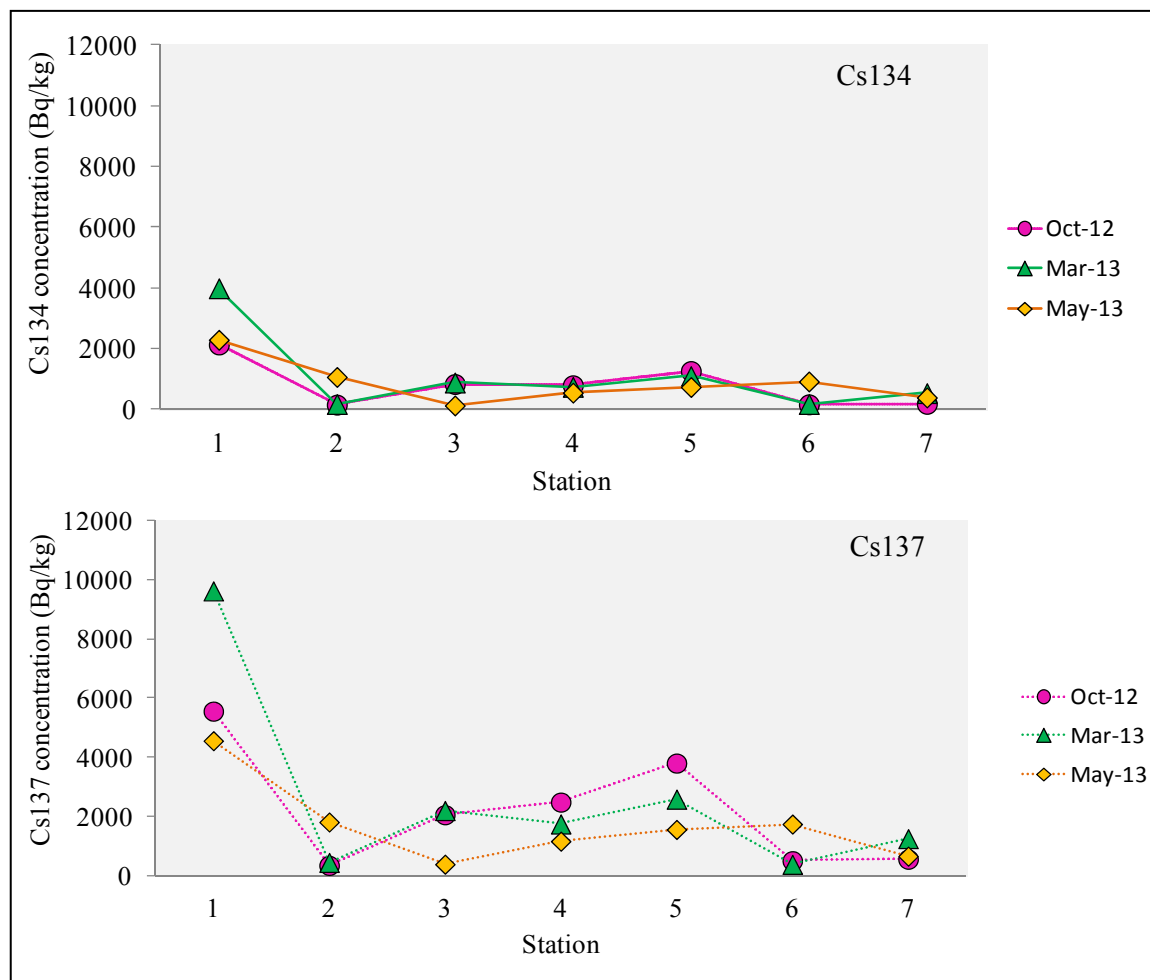 Cs134
Cs134 concentration (Bq/kg)
12000
10000
8000
6000
4000
2000
0
1 2 3 4 5 6 7
Station
Oct-12
Mar-13
May-13
Cs137
Cs137 concentration (Bq/kg)
12000
10000
8000
6000
4000
2000
0
1 2 3 4 5 6 7
Station
Oct-12
Mar-13
May-13